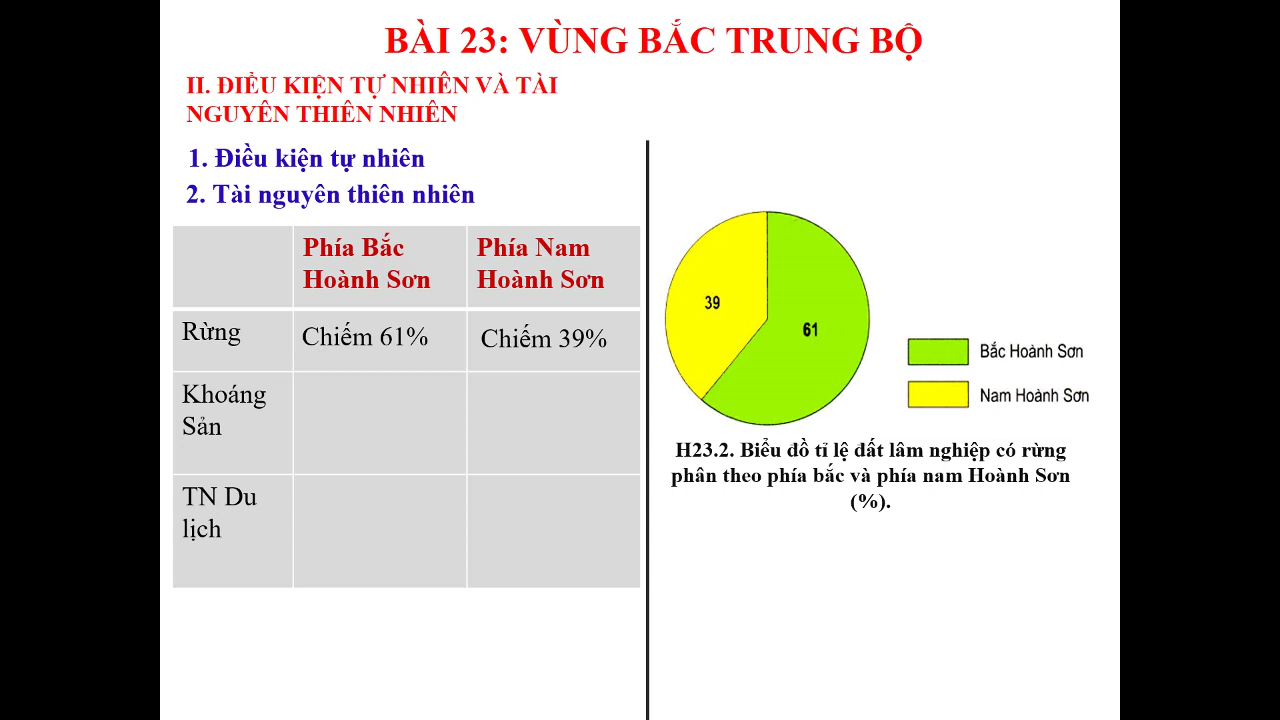 BÀI 23: VÙNG BẮC TRUNG BỘ
II. ĐIỀU KIỆN TỰ NHIÊN VÀ TÀI
NGUYÊN THIÊN NHIÊN
1. Điều kiện tự nhiên
2. Tài nguyên thiên nhiên
Phía Bắc
Hoành Sơn
Phía Nam
Hoành Sơn
Rừng
Chiếm 61%
Chiếm 39%
Khoáng
Sản
TN Du
lịch
39
61
Bắc Hoành Sơn
Nam Hoành Sơn
H23.2. Biểu đồ tỉ lệ đất lâm nghiệp có rừng
phân theo phía bắc và phía nam Hoành Sơn
(%).